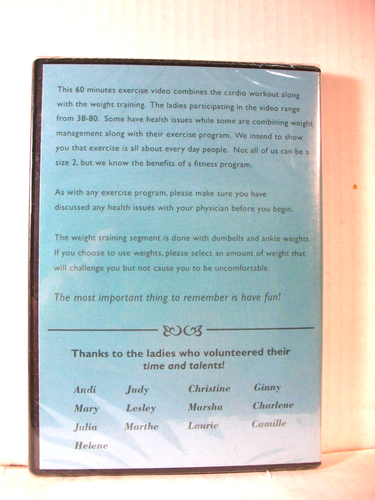 This 60 minutes exercise video combines the cardio workout along
with the weight training. The ladies participating in the video range
from 38-80. Some have health issues while some are combining weight
management along with their exercise program. We intend to show
you that exercise is all about every day people. Not all of us can be a
size 2, but we know the benefits of a fitness program.
As with any exercise program, please make sure you have
discussed any health issues with your physician before you begin.
The weight training segment is done with dumbells and ankle weights.
If you choose to use weights, please select an amount of weight that
will challenge you but not cause you to be uncomfortable.
The most important thing to remember is have fun!
Thanks to the ladies who volunteered their
time and talents!
Andi Judy Christine Ginny
Mary Lesley Marsha Charlene
Julia Marthe Laurie Camille
Helene